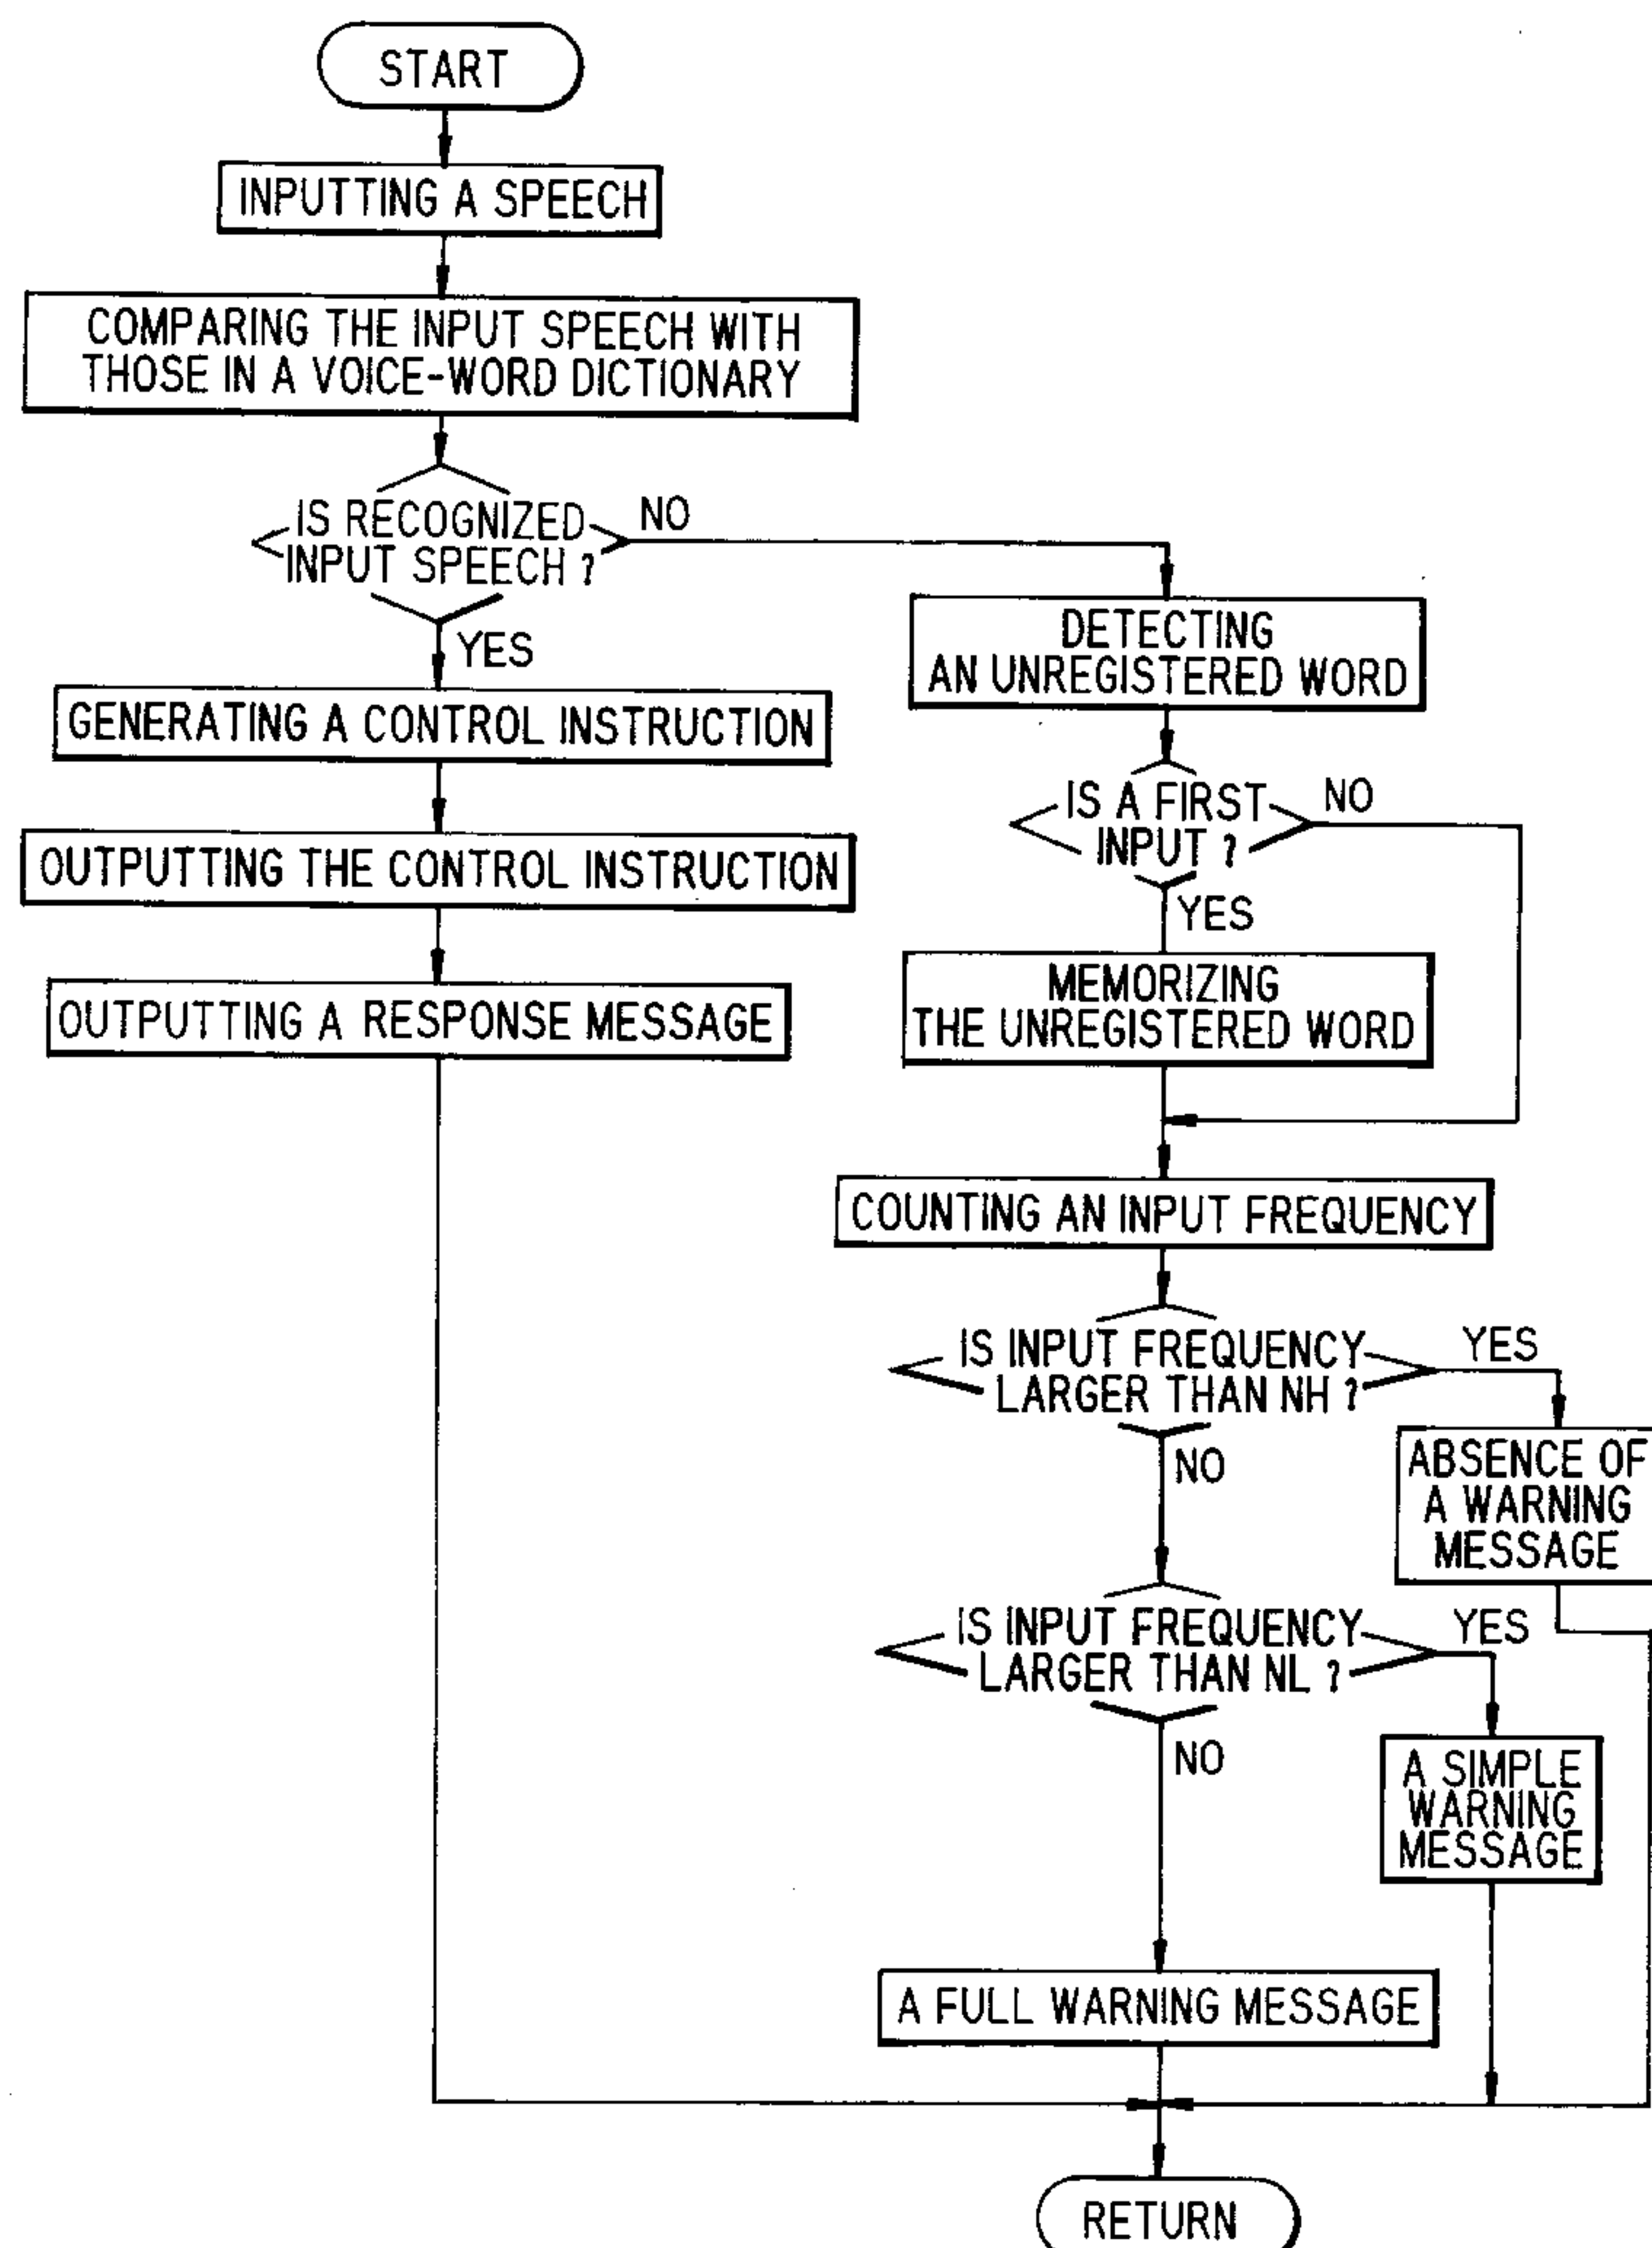 START
INPUTTING A SPEECH
COMPARING THE INPUT SPEECH WITH
THOSE IN A VOICE-WORD DICTIONARY
IS RECOGNIZED
INPUT SPEECH ?
NO
YES
GENERATING A CONTROL INSTRUCTION
OUTPUTTING THE CONTROL INSTRUCTION
OUTPUTTING A RESPONSE MESSAGE
DETECTING
AN UNREGISTERED WORD
IS A FIRST
INPUT ?
NO
YES
MEMORIZING
THE UNREGISTERED WORD
COUNTING AN INPUT FREQUENCY
IS INPUT FREQUENCY
LARGER THAN NH ?
YES
NO
ABSENCE OF
A WARNING
MESSAGE
IS INPUT FREQUENCY
LARGER THAN NL ?
YES
NO
A SIMPLE
WARNING
MESSAGE
A FULL WARNING MESSAGE
RETURN